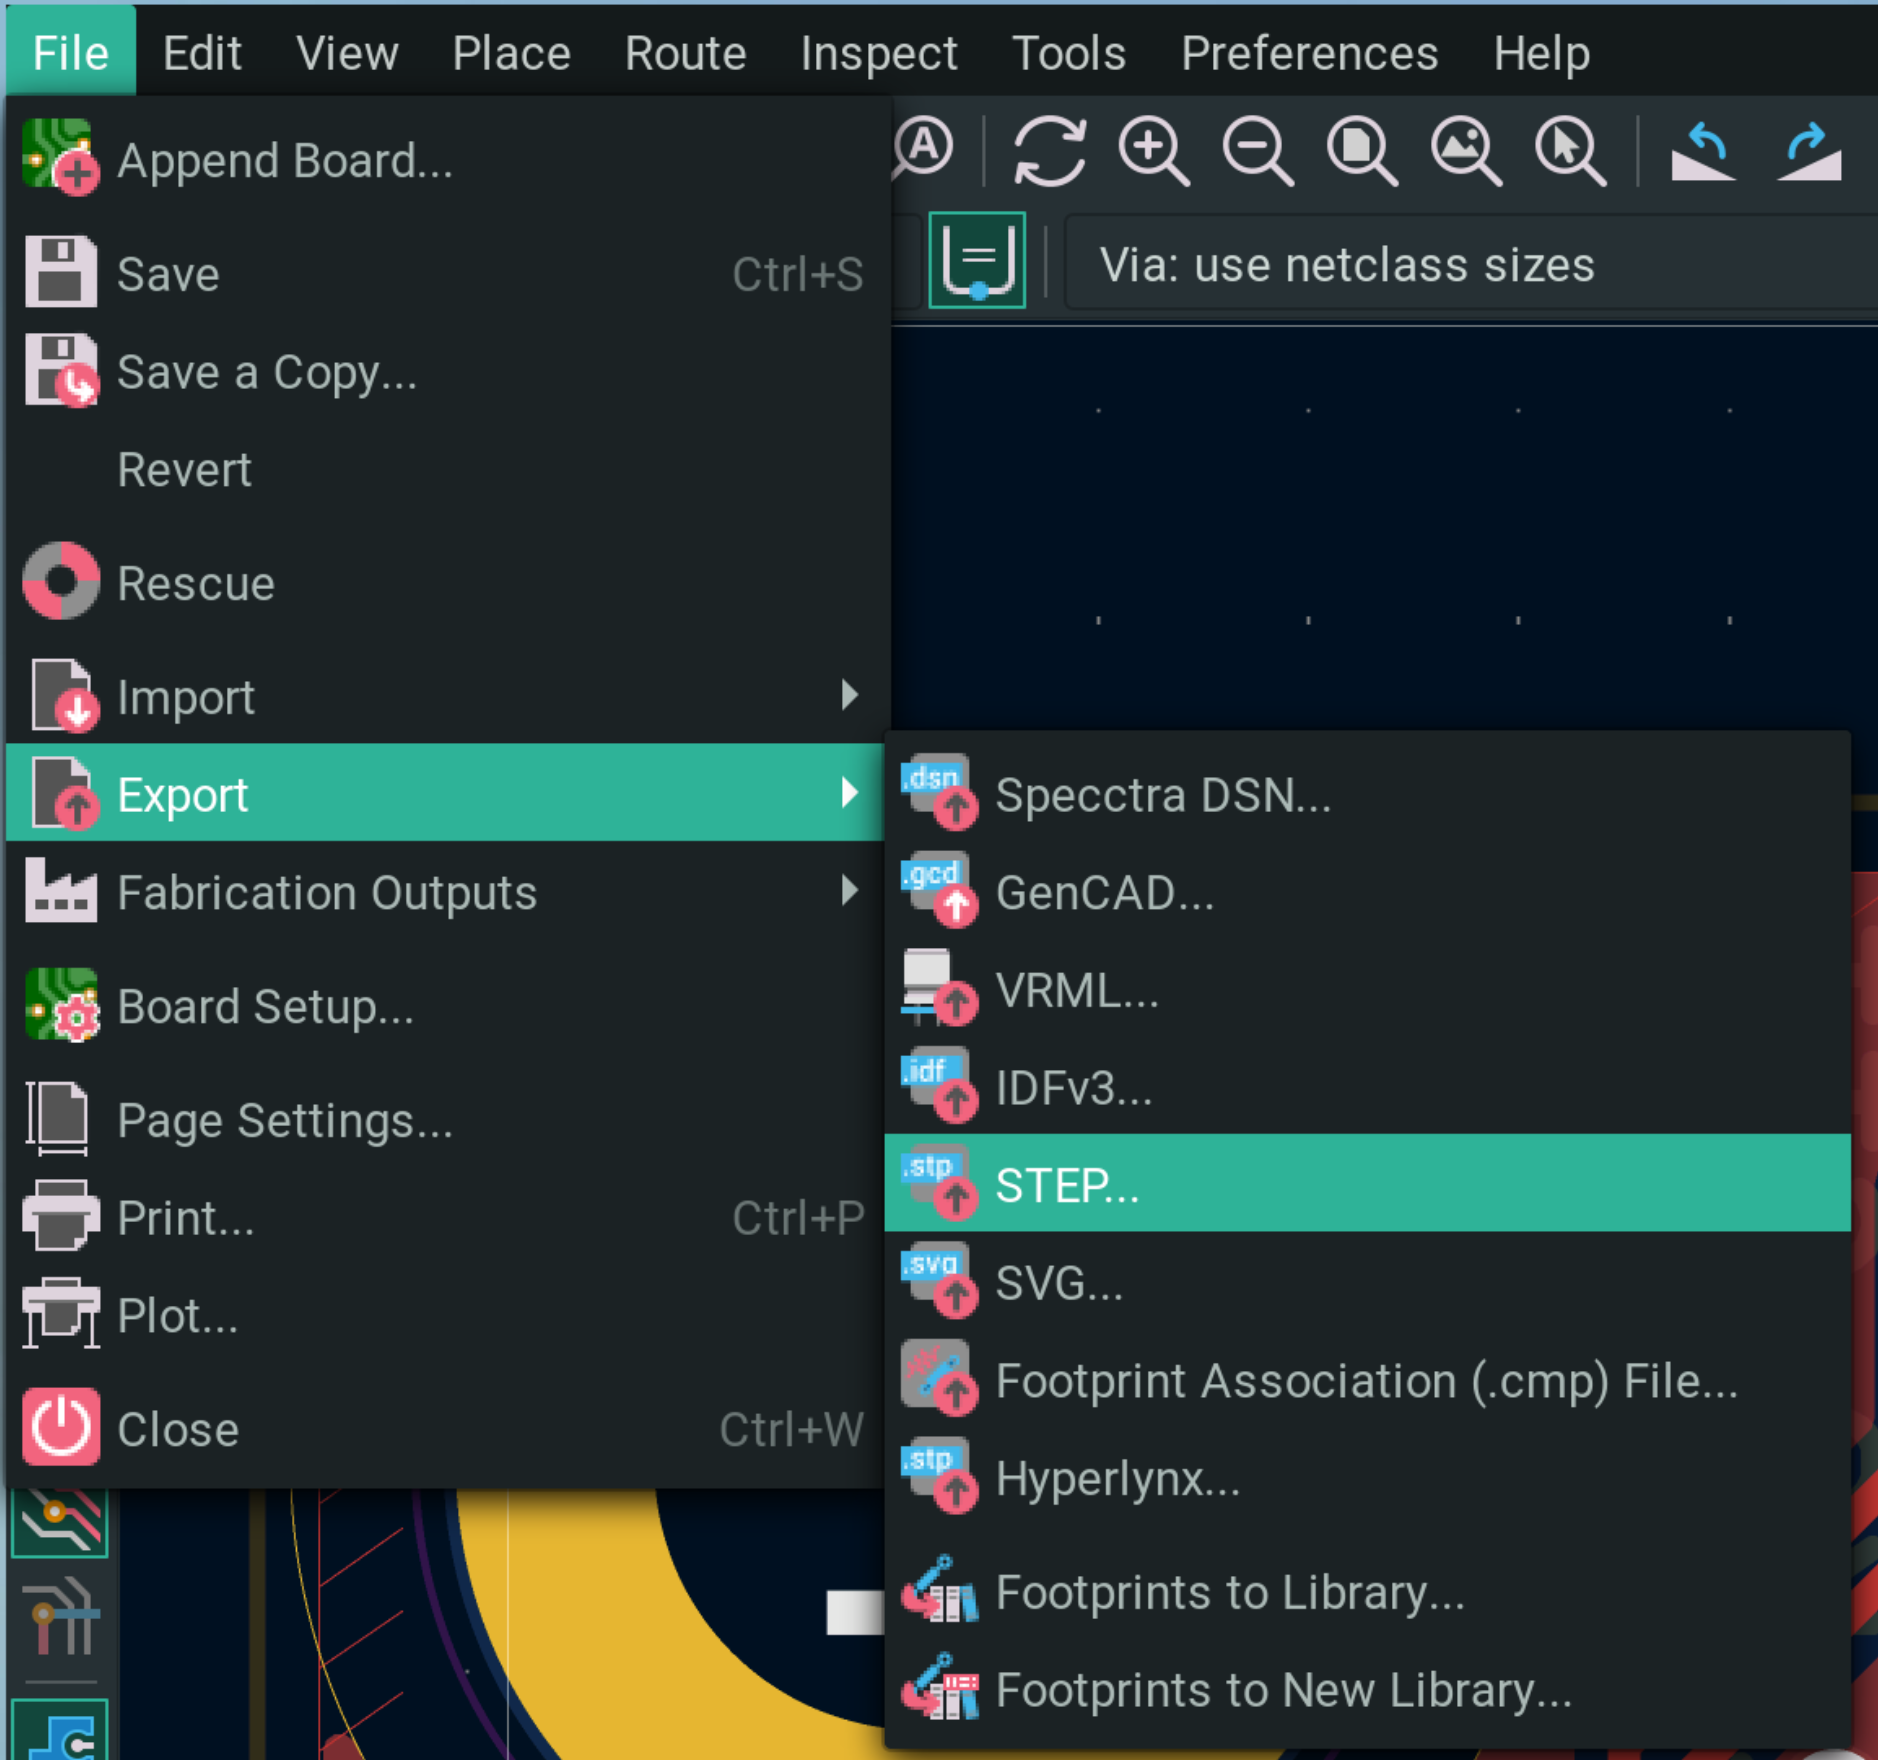 File Edit View Place Route Inspect Tools Preferences Help
Append Board...
A
Save Ctrl+S
Via: use netclass sizes
Save a Copy...
Revert
Rescue
Import
Export
Fabrication Outputs
Board Setup...
Page Settings...
Print... Ctrl+P
Plot...
Close Ctrl+W
.dsn Specctra DSN...
.gcd GenCAD...
VRML...
.idf IDFv3...
.stp STEP...
.svg SVG...
Footprint Association (.cmp) File...
.stp Hyperlynx...
Footprints to Library...
Footprints to New Library...